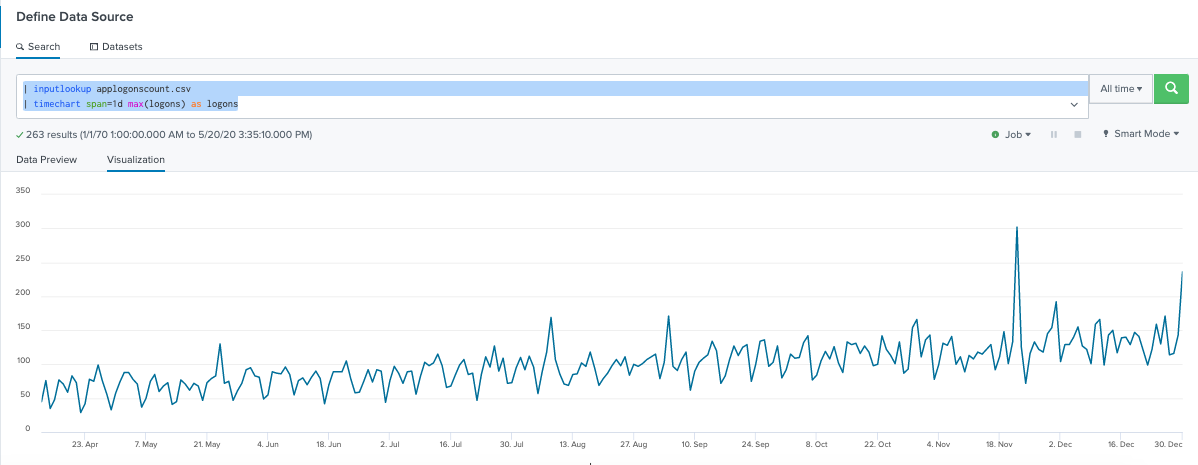 Define Data Source
Search Datasets
| inputlookup applogonscount.csv
| timechart span=1d max(logons) as logons
All time
263 results (1/1/70 1:00:00.000 AM to 5/20/20 3:35:10.000 PM)
Job Smart Mode
Data Preview Visualization
350
300
250
200
150
100
50
0
23. Apr 7. May 21. May 4. Jun 18. Jun 2. Jul 16. Jul 30. Jul 13. Aug 27. Aug 10. Sep 24. Sep 8. Oct 22. Oct 4. Nov 18. Nov 2. Dec 16. Dec 30. Dec